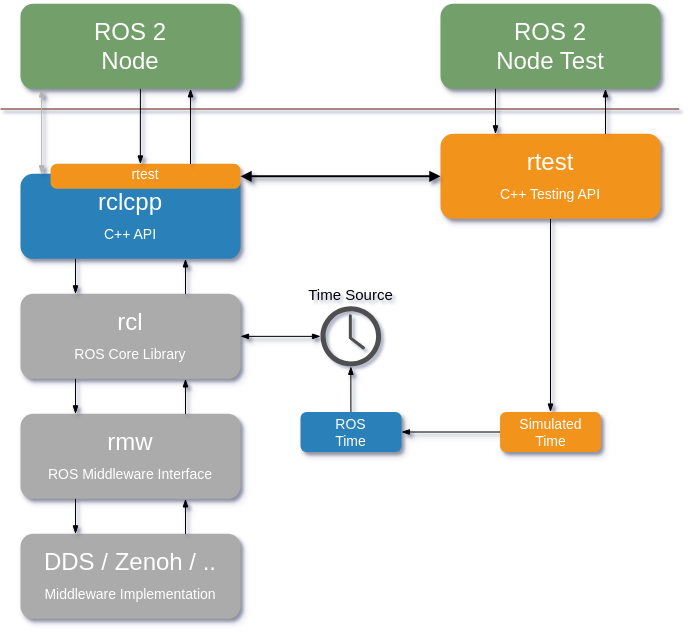 ROS 2
Node
ROS 2
Node Test
rtest
rclcpp
C++ API
rtest
C++ Testing API
Time Source
rcl
ROS Core Library
ROS
Time
Simulated
Time
rmw
ROS Middleware Interface
DDS / Zenoh / ..
Middleware Implementation